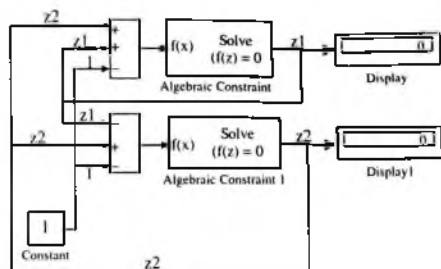 z2
+
z1
+
1
−
f(x)
Solve
(f(z) = 0
z1
0
Algebraic Constraint
Display
z1
−
z2
+
1
−
f(x)
Solve
(f(z) = 0
z2
0
Algebraic Constraint 1
Display1
1
Constant
z2